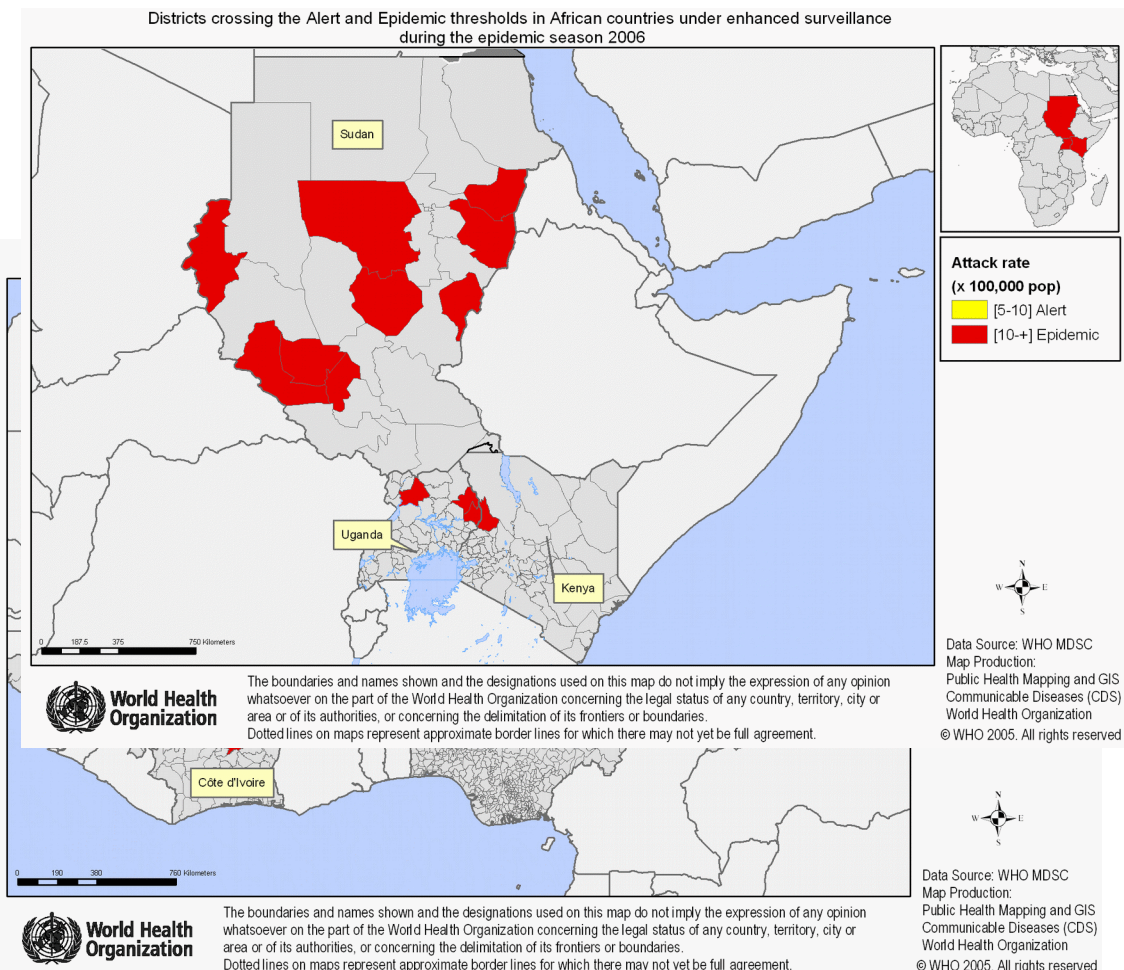 Districts crossing the Alert and Epidemic thresholds in African countries under enhanced surveillance
during the epidemic season 2006
Sudan
Attack rate
(x 100,000 pop)
[5-10] Alert
[10-+] Epidemic
Uganda
Kenya
N
W E
S
0 187.5 375 750 Kilometers
Data Source: WHO MDSC
Map Production:
Public Health Mapping and GIS
Communicable Diseases (CDS)
World Health Organization
© WHO 2005. All rights reserved
World Health
Organization
The boundaries and names shown and the designations used on this map do not imply the expression of any opinion
whatsoever on the part of the World Health Organization concerning the legal status of any country, territory, city or
area or of its authorities, or concerning the delimitation of its frontiers or boundaries.
Dotted lines on maps represent approximate border lines for which there may not yet be full agreement.
Côte d'Ivoire
N
W E
S
0 190 380 760 Kilometers
Data Source: WHO MDSC
Map Production:
Public Health Mapping and GIS
Communicable Diseases (CDS)
World Health Organization
© WHO 2005. All rights reserved
World Health
Organization
The boundaries and names shown and the designations used on this map do not imply the expression of any opinion
whatsoever on the part of the World Health Organization concerning the legal status of any country, territory, city or
area or of its authorities, or concerning the delimitation of its frontiers or boundaries.
Dotted lines on maps represent approximate border lines for which there may not yet be full agreement.